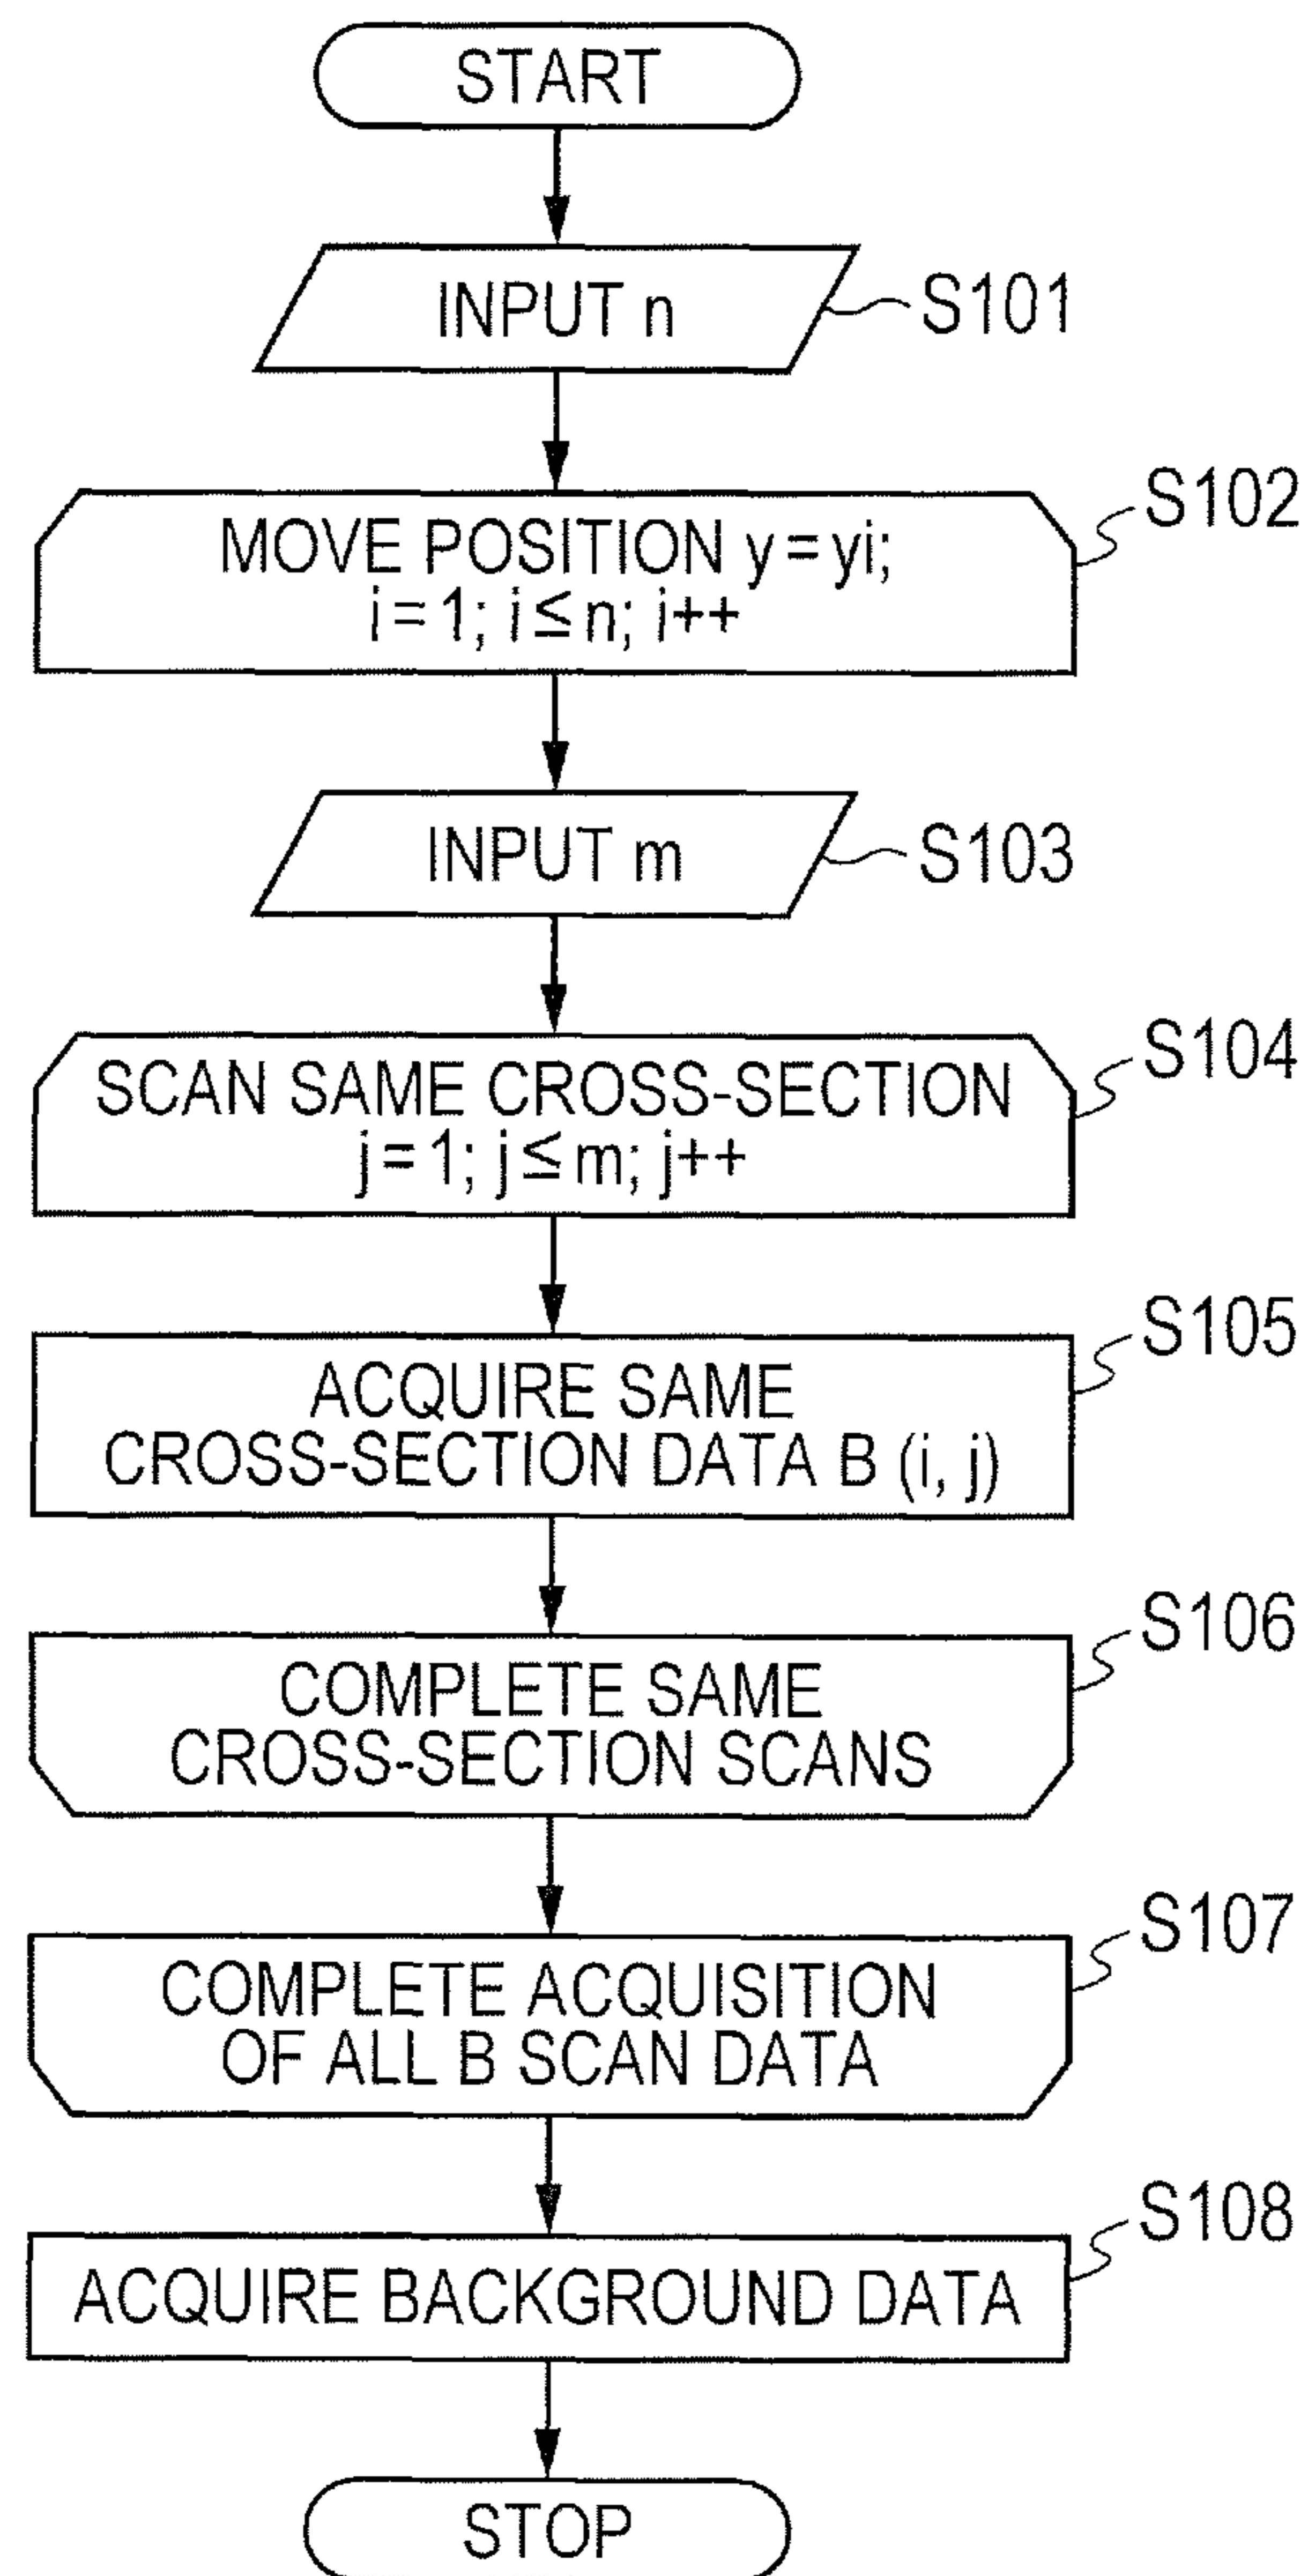 START
INPUT n
S101
MOVE POSITION y = yi;
i = 1; i ≤ n; i++
S102
INPUT m
S103
SCAN SAME CROSS-SECTION
j = 1; j ≤ m; j++
S104
ACQUIRE SAME
CROSS-SECTION DATA B (i, j)
S105
COMPLETE SAME
CROSS-SECTION SCANS
S106
COMPLETE ACQUISITION
OF ALL B SCAN DATA
S107
ACQUIRE BACKGROUND DATA
S108
STOP